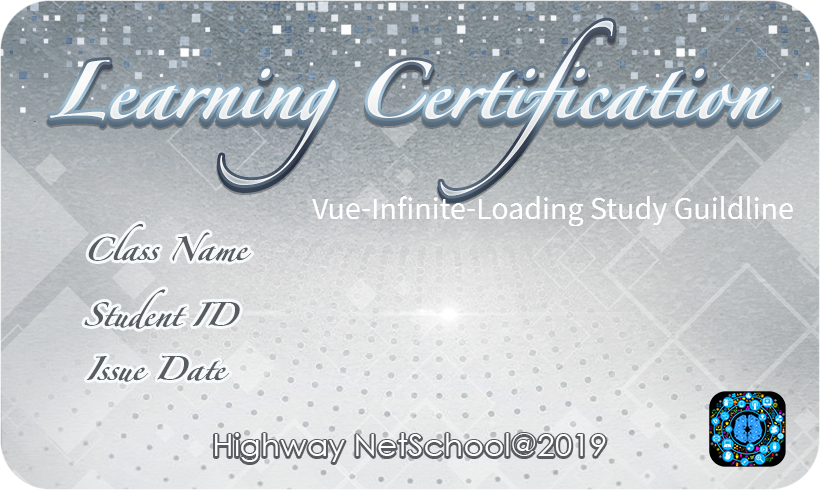 Learning Certification
Vue-Infinite-Loading Study Guildline
Class Name
Student ID
Issue Date
Highway NetSchool@2019